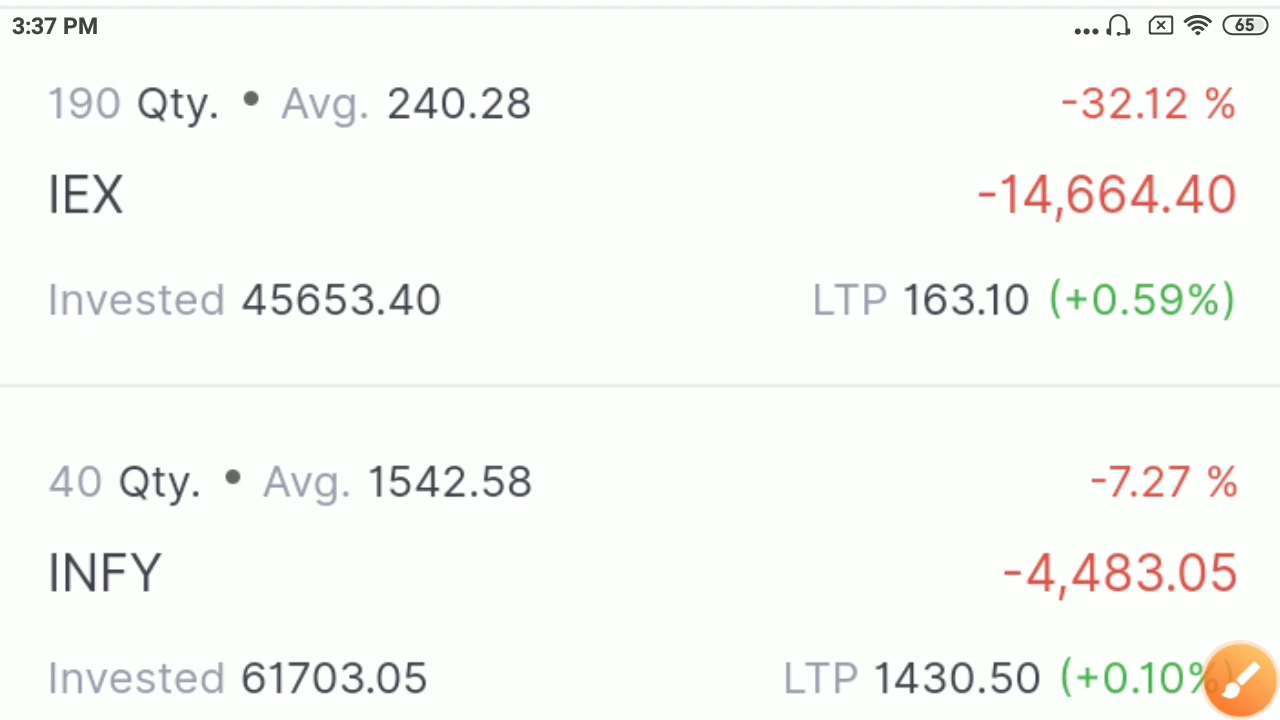 3:37 PM 65
190 Qty. • Avg. 240.28 -32.12 %
IEX -14,664.40
Invested 45653.40 LTP 163.10 (+0.59%)
40 Qty. • Avg. 1542.58 -7.27 %
INFY -4,483.05
Invested 61703.05 LTP 1430.50 (+0.10%)